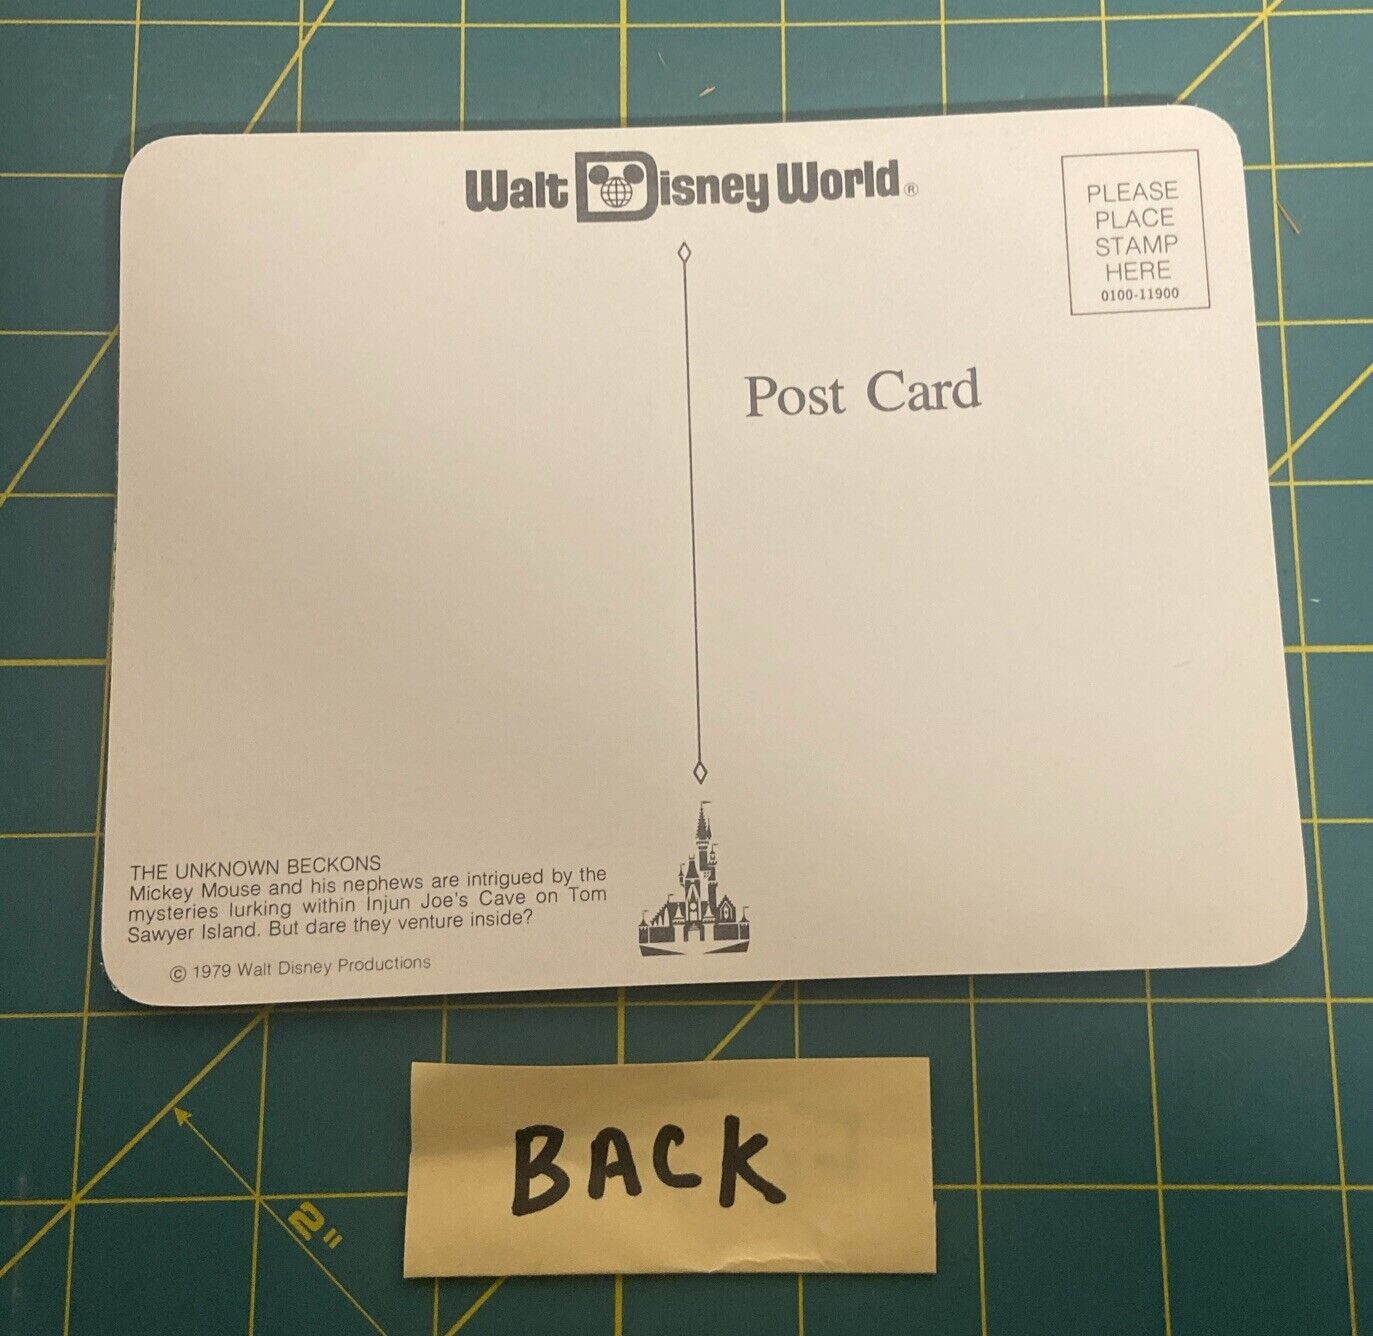 Walt Disney World®
PLEASE
PLACE
STAMP
HERE
0100-11900
Post Card
THE UNKNOWN BECKONS
Mickey Mouse and his nephews are intrigued by the
mysteries lurking within Injun Joe's Cave on Tom
Sawyer Island. But dare they venture inside?
© 1979 Walt Disney Productions
BACK
2"